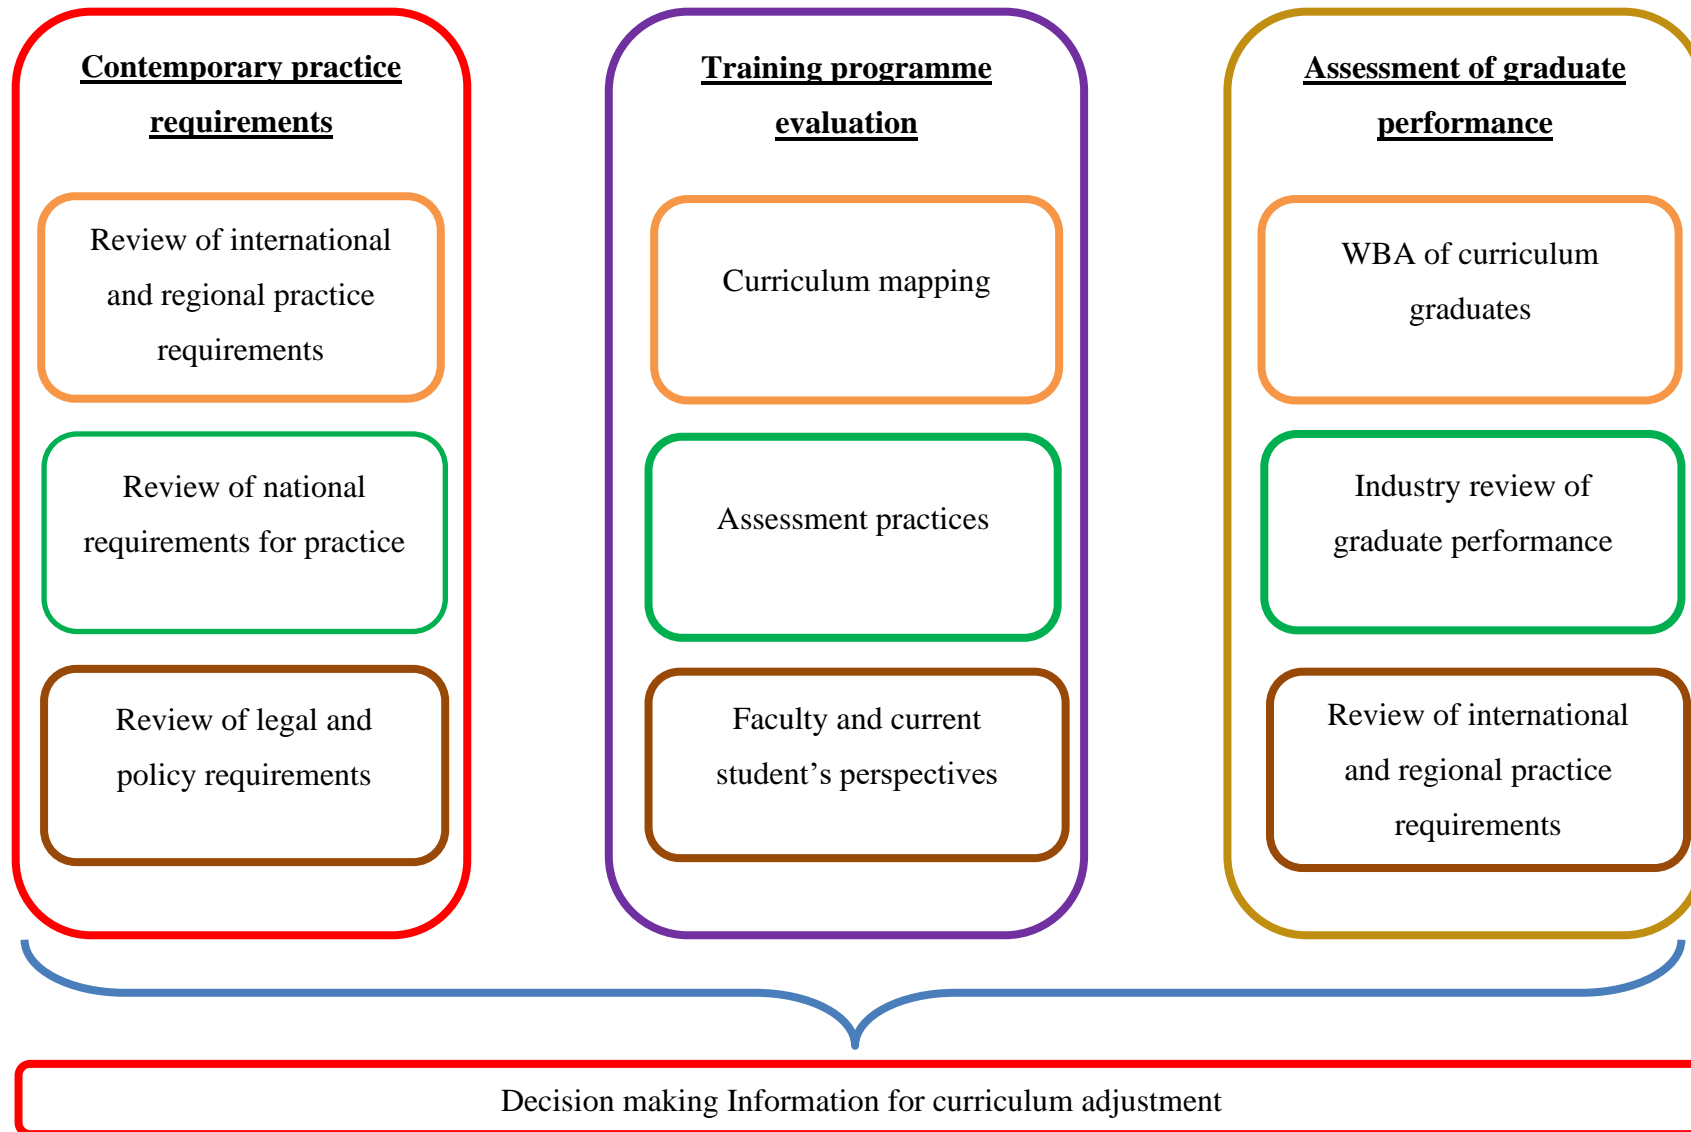 Contemporary practice
requirements
Review of international
and regional practice
requirements
Review of national
requirements for practice
Review of legal and
policy requirements
Training programme
evaluation
Curriculum mapping
Assessment practices
Faculty and current
student’s perspectives
Assessment of graduate
performance
WBA of curriculum
graduates
Industry review of
graduate performance
Review of international
and regional practice
requirements
Decision making Information for curriculum adjustment